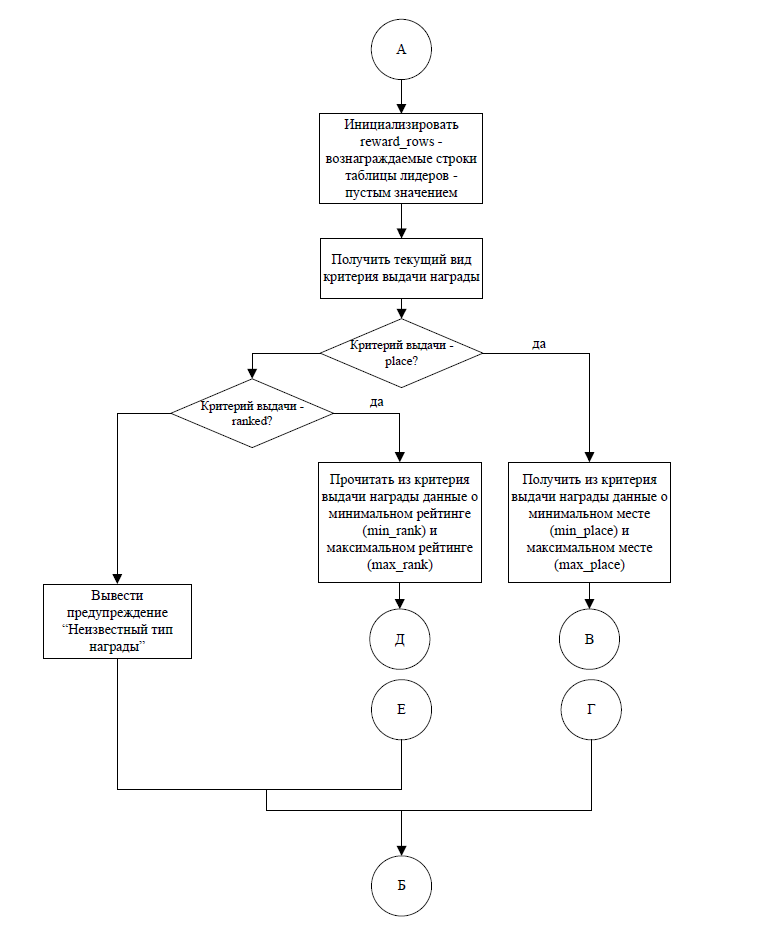 А
Инициализировать
reward_rows -
вознаграждаемые строки
таблицы лидеров -
пустым значением
Получить текущий вид
критерия выдачи награды
Критерий выдачи -
place?
да
Критерий выдачи -
ranked?
да
Прочитать из критерия
выдачи награды данные о
минимальном рейтинге
(min_rank) и
максимальном рейтинге
(max_rank)
Получить из критерия
выдачи награды данные о
минимальном месте
(min_place) и
максимальном месте
(max_place)
Вывести
предупреждение
“Неизвестный тип
награды”
Д
В
Е
Г
Б